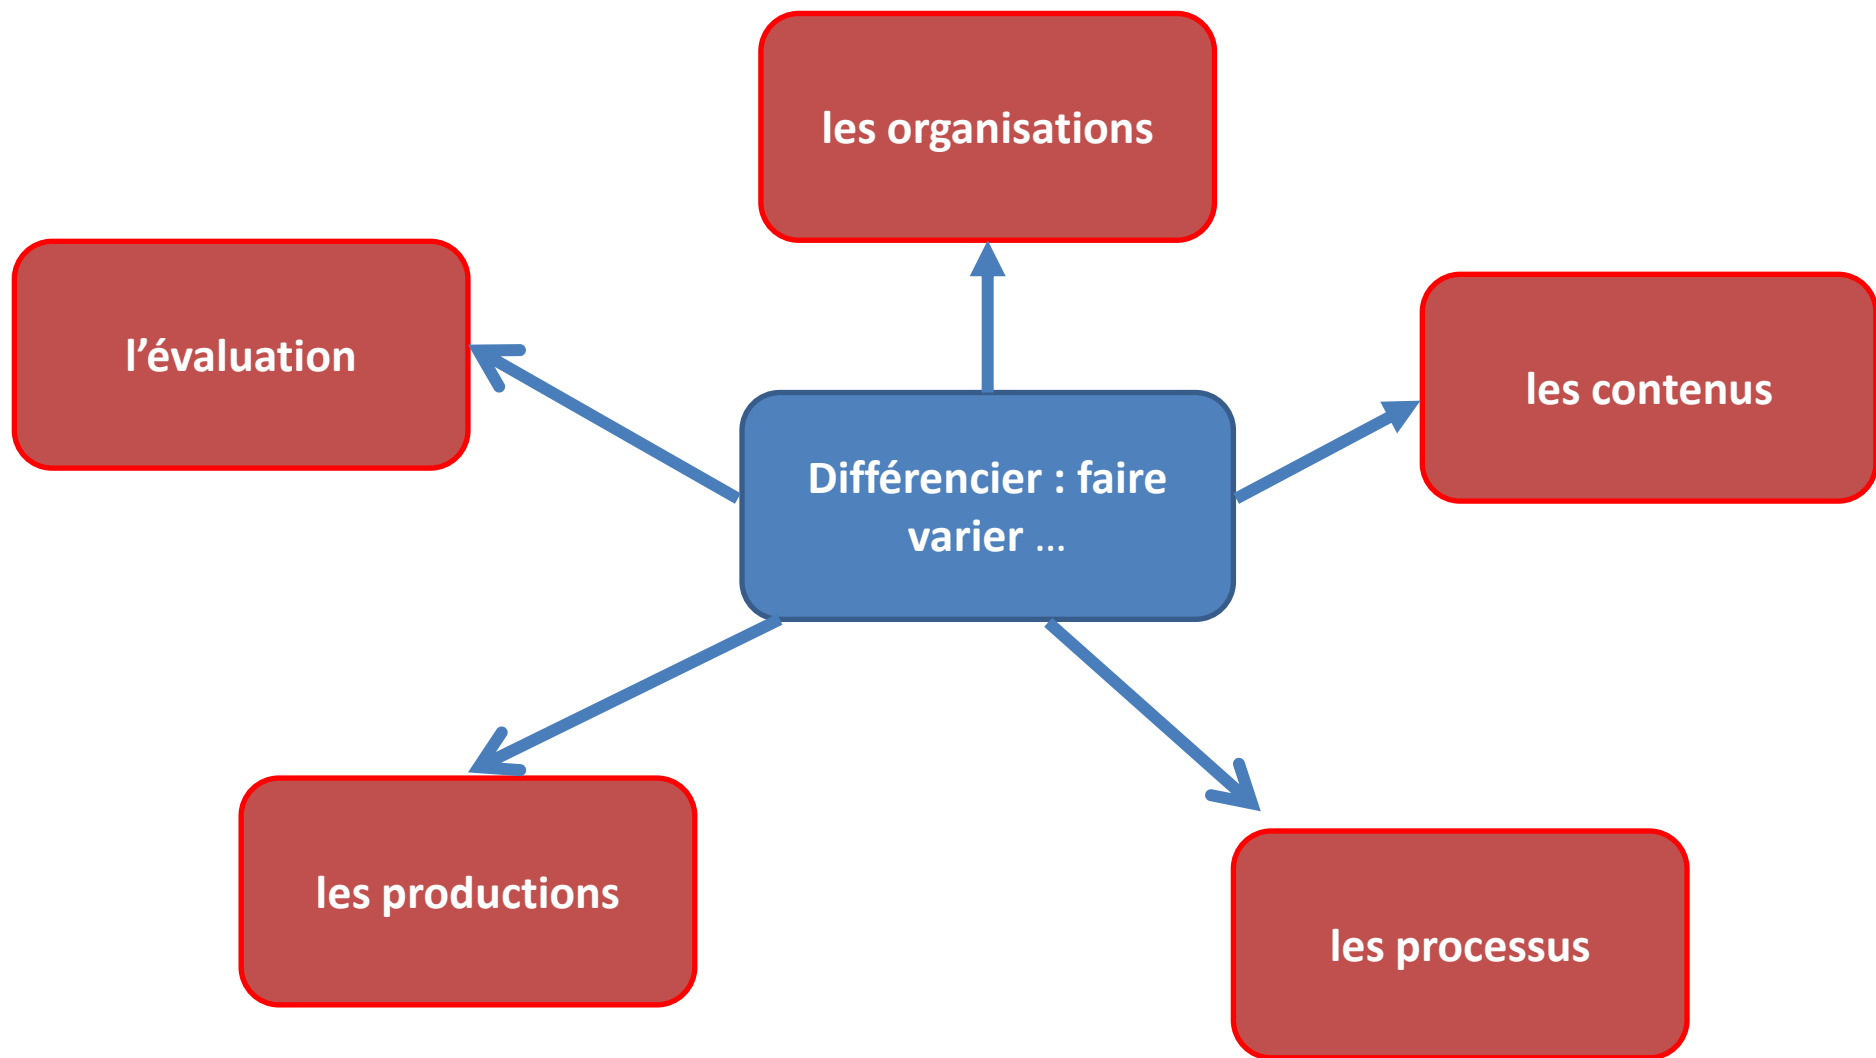 les organisations
l’évaluation
les contenus
Différencier : faire
varier ...
les productions
les processus